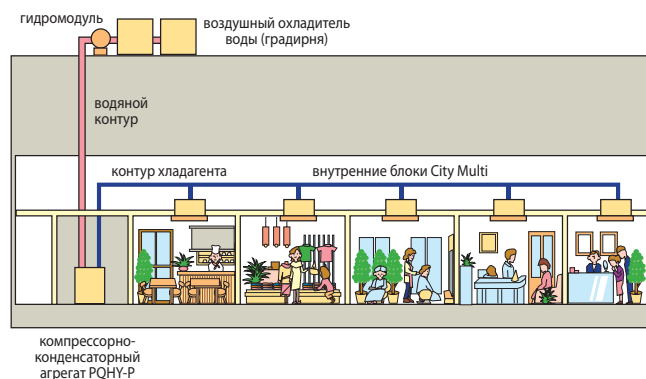 гидромодуль
воздушный охладитель
воды (градирня)
водяной
контур
контур хладагента
внутренние блоки City Multi
компрессорно-
конденсаторный
агрегат PQHY-P